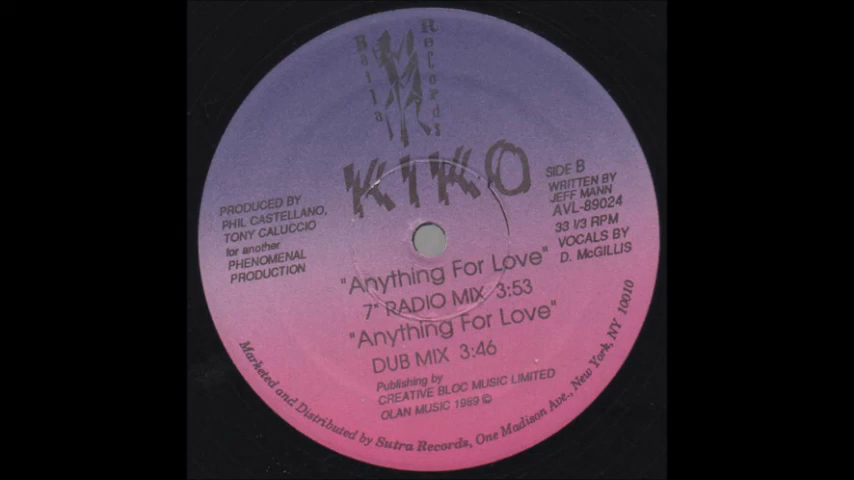 Batla
Records
KIKO
PRODUCED BY
PHIL CASTELLANO,
TONY CALUCCIO
for another
PHENOMENAL
PRODUCTION
SIDE B
WRITTEN BY
JEFF MANN
AVL-89024
33 1/3 RPM
VOCALS BY
D. McGILLIS
"Anything For Love"
7" RADIO MIX 3:53
"Anything For Love"
DUB MIX 3:46
Publishing by
CREATIVE BLOC MUSIC LIMITED
OLAN MUSIC 1989 ©
Marketed and Distributed by Sutra Records, One Madison Ave., New York, NY 10010